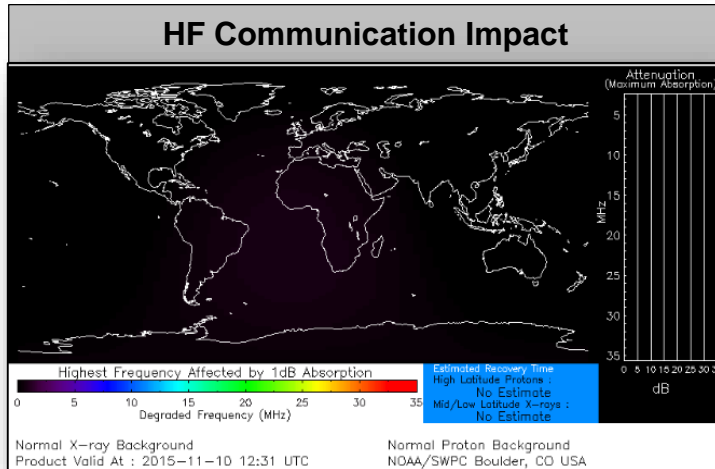 HF Communication Impact
Attenuation
(Maximum Absorption)
5
10
15
20
25
30
35
MHz
0 5 10 15 20 25 30 35
dB
Highest Frequency Affected by 1dB Absorption
0 5 10 15 20 25 30 35
Degraded Frequency (MHz)
Estimated Recovery Time
High Latitude Protons :
No Estimate
Mid/Low Latitude X-rays :
No Estimate
Normal X-ray Background
Product Valid At : 2015-11-10 12:31 UTC
Normal Proton Background
NOAA/SWPC Boulder, CO USA